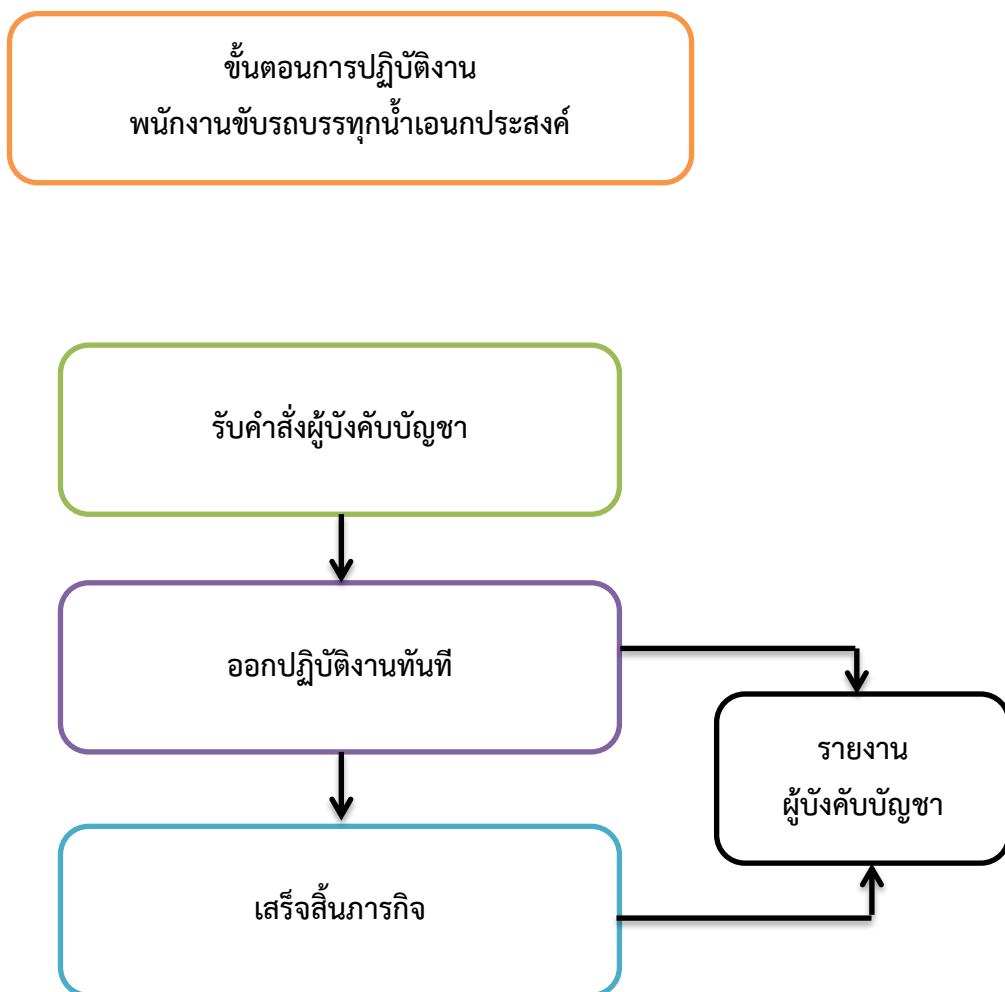 ขั้นตอนการปฏิบัติงาน
พนักงานขับรถบรรทุกน้ำเอนกประสงค์
รับคำสั่งผู้บังคับบัญชา
ออกปฏิบัติงานทันที
รายงาน
ผู้บังคับบัญชา
เสร็จสิ้นภารกิจ